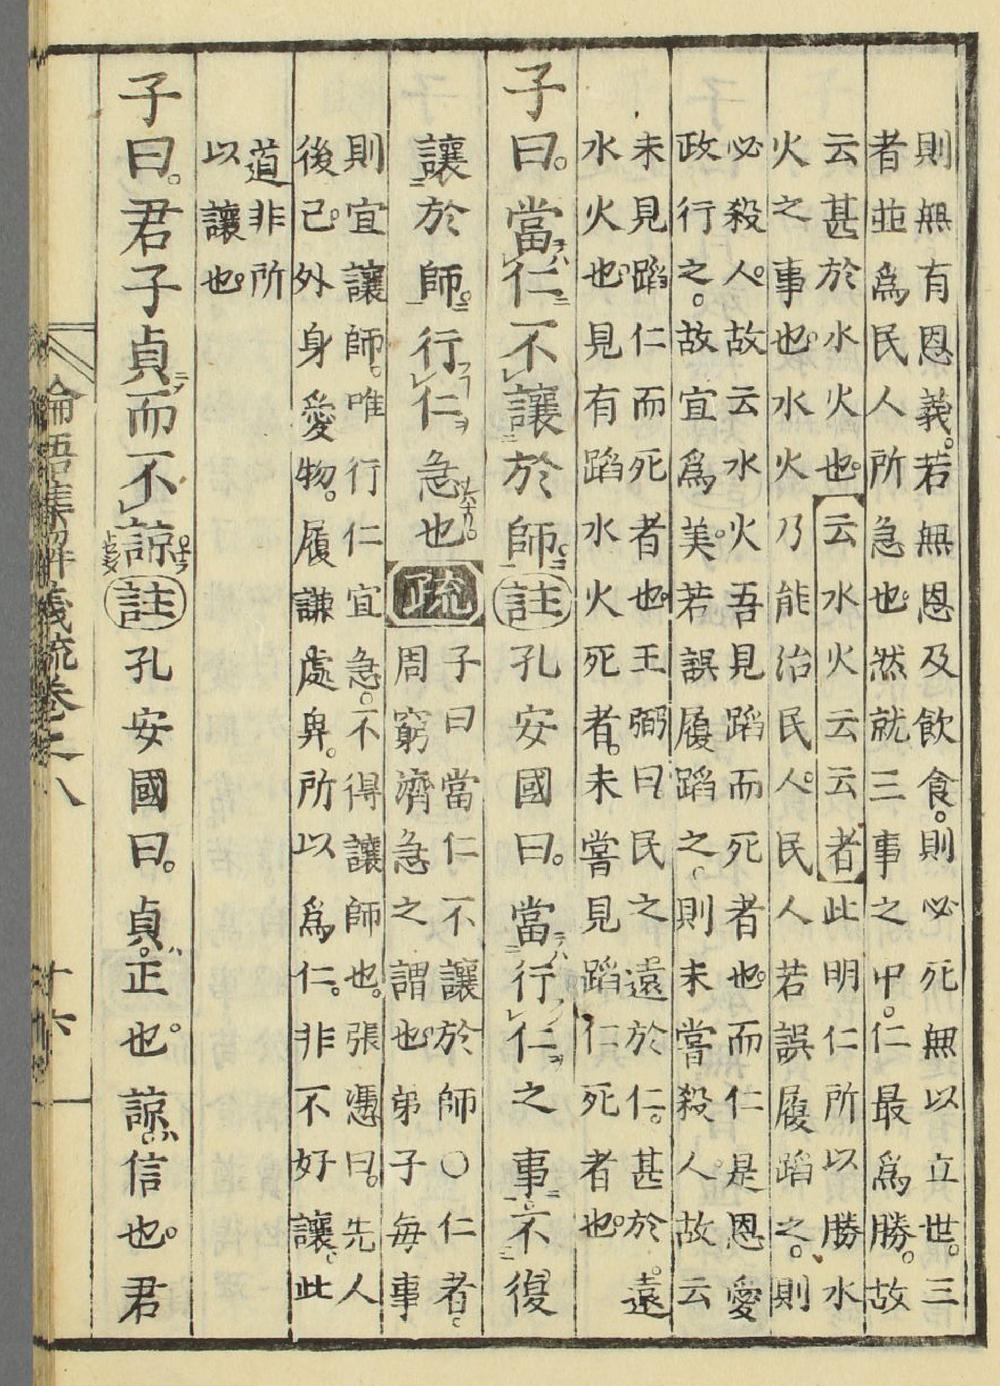 則無有恩義。若無恩及飲食。則必死無以立世。三
者並爲民人所急也。然就三事之中。仁最爲勝。故
云甚於水火也。【云水火云云者】此明仁所以勝水
火之事也。水火乃能治民人。民人若誤履蹈之。則
必殺人。故云水火吾見蹈而死者也。而仁是恩愛
政行之。故宜爲美。若誤履蹈之。則未嘗殺人。故云
未見蹈仁而死者也。王弼曰。民之遠於仁。甚於遠
水火也。見有蹈水火死者。未嘗見蹈仁死者也。
子曰。當仁不讓於師註孔安國曰。當行仁之事不復
讓於師。行仁急也疏
子曰當仁不讓於師〇仁者。
周窮濟急之謂也。弟子每事
則宜讓師。唯行仁宜急。不得讓師也。張憑曰。先人
後己。外身愛物。履謙處卑。所以爲仁。非不好讓。此
道非所
以讓也。
子曰。君子貞而不諒註孔安國曰。貞。正也。諒。信也。君
論語集解義疏卷之八
十六